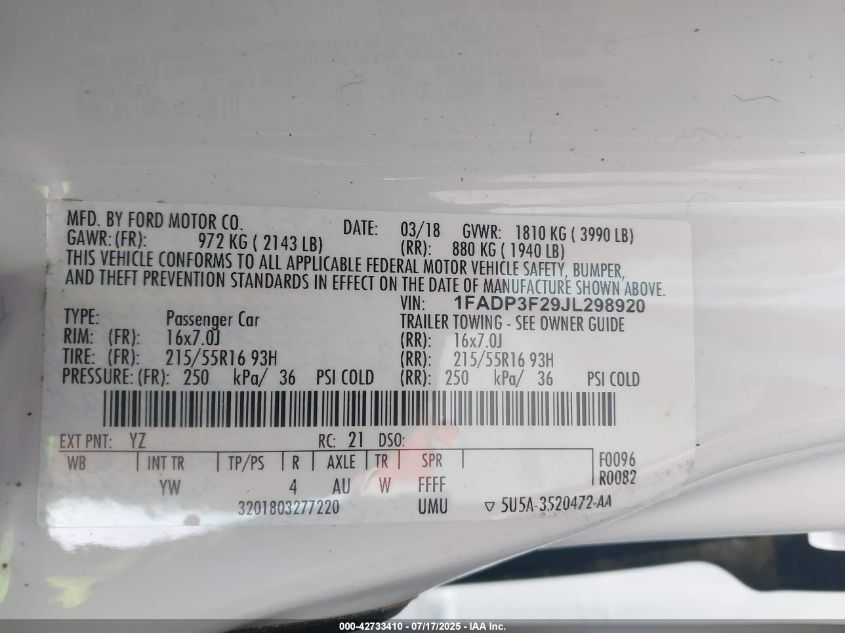 MFD. BY FORD MOTOR CO. DATE: 03/18 GVWR: 1810 KG ( 3990 LB)
GAWR: (FR): 972 KG ( 2143 LB) (RR): 880 KG ( 1940 LB)
THIS VEHICLE CONFORMS TO ALL APPLICABLE FEDERAL MOTOR VEHICLE SAFETY, BUMPER,
AND THEFT PREVENTION STANDARDS IN EFFECT ON THE DATE OF MANUFACTURE SHOWN ABOVE.
VIN: 1FADP3F29JL298920
TYPE: Passenger Car TRAILER TOWING - SEE OWNER GUIDE
RIM: (FR): 16x7.0J (RR): 16x7.0J
TIRE: (FR): 215/55R16 93H (RR): 215/55R16 93H
PRESSURE: (FR): 250 kPa/ 36 PSI COLD (RR): 250 kPa/ 36 PSI COLD
EXT PNT: YZ RC: 21 DSO:
WB INT TR TP/PS R AXLE TR SPR F0096
YW 4 AU W FFFF R0082
3201803277220 UMU ▽ 5U5A-3520472-AA
000-42733410 - 07/17/2025 - IAA Inc.